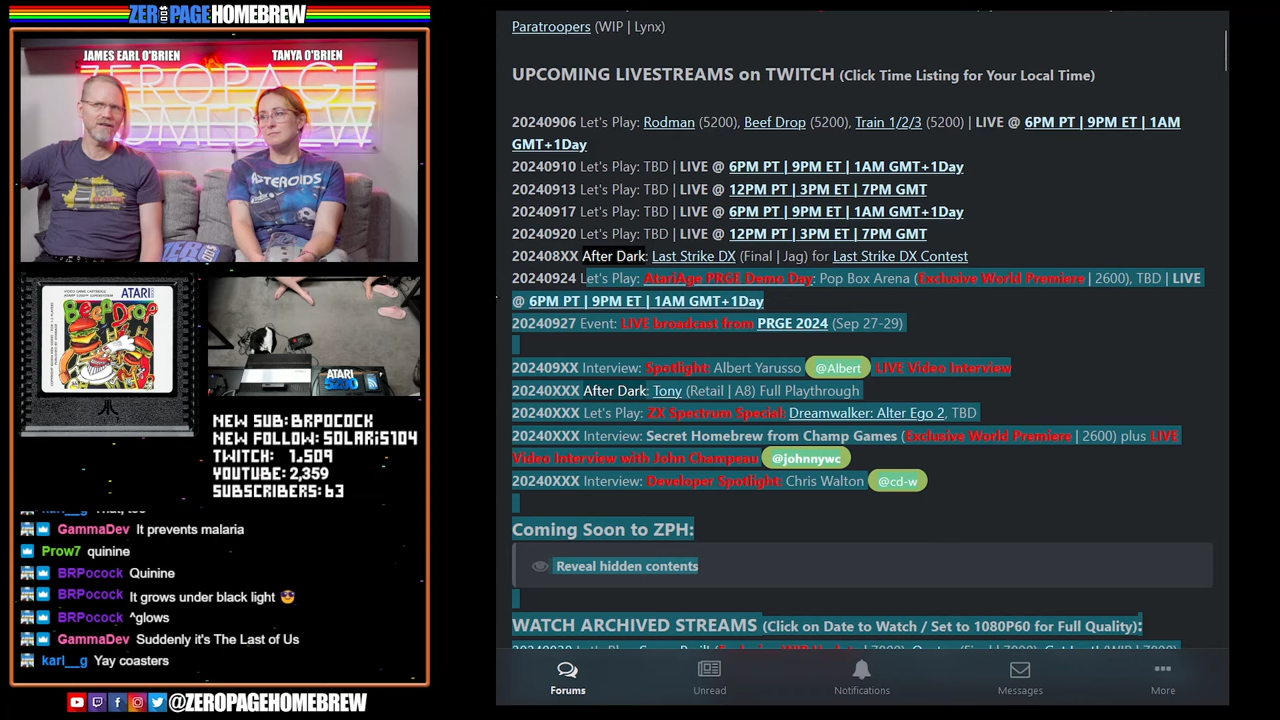 ZEROPAGE HOMEBREW
JAMES EARL O'BRIEN
TANYA O'BRIEN
ZEROPAGE
HOMEBREW
ASTEROIDS
ATARI
BeefDrop
ATARI
5200
NEW SUB: BRPOCOCK
NEW FOLLOW: SOLARIS104
TWITCH: 1,509
YOUTUBE: 2,359
SUBSCRIBERS: 63
karl__g That, too
GammaDev It prevents malaria
Prow7 quinine
BRPocock Quinine
BRPocock It grows under black light
BRPocock ^glows
GammaDev Suddenly it's The Last of Us
karl__g Yay coasters
@ZEROPAGEHOMEBREW
Paratroopers (WIP | Lynx)
UPCOMING LIVESTREAMS on TWITCH (Click Time Listing for Your Local Time)
20240906 Let's Play: Rodman (5200), Beef Drop (5200), Train 1/2/3 (5200) | LIVE @ 6PM PT | 9PM ET | 1AM
GMT+1Day
20240910 Let's Play: TBD | LIVE @ 6PM PT | 9PM ET | 1AM GMT+1Day
20240913 Let's Play: TBD | LIVE @ 12PM PT | 3PM ET | 7PM GMT
20240917 Let's Play: TBD | LIVE @ 6PM PT | 9PM ET | 1AM GMT+1Day
20240920 Let's Play: TBD | LIVE @ 12PM PT | 3PM ET | 7PM GMT
202408XX After Dark: Last Strike DX (Final | Jag) for Last Strike DX Contest
20240924 Let's Play: AtariAge PRGE Demo Day: Pop Box Arena (Exclusive World Premiere | 2600), TBD | LIVE
@ 6PM PT | 9PM ET | 1AM GMT+1Day
20240927 Event: LIVE broadcast from PRGE 2024 (Sep 27-29)
202409XX Interview: Spotlight: Albert Yarusso @Albert LIVE Video Interview
20240XXX After Dark: Tony (Retail | A8) Full Playthrough
20240XXX Let's Play: ZX Spectrum Special: Dreamwalker: Alter Ego 2, TBD
20240XXX Interview: Secret Homebrew from Champ Games (Exclusive World Premiere | 2600) plus LIVE
Video Interview with John Champeau @johnnywc
20240XXX Interview: Developer Spotlight: Chris Walton @cd-w
Coming Soon to ZPH:
Reveal hidden contents
WATCH ARCHIVED STREAMS (Click on Date to Watch / Set to 1080P60 for Full Quality):
Forums
Unread
Notifications
Messages
More